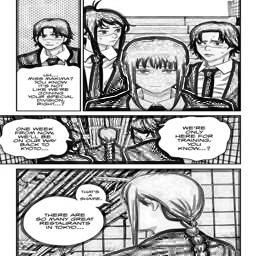 UH...
MISS MAKIMA?
YOU KNOW
IT'S NOT
LIKE WE'RE
JOINING
YOUR SPECIAL
DIVISION,
RIGHT...?
WE'RE
ONLY
HERE FOR
TRAINING,
YOU
KNOW...?
ONE WEEK
FROM NOW,
WE'LL BE
ON OUR WAY
BACK TO
KYOTO...
THAT'S
A SHAME.
THERE ARE
SO MANY GREAT
RESTAURANTS
IN TOKYO...